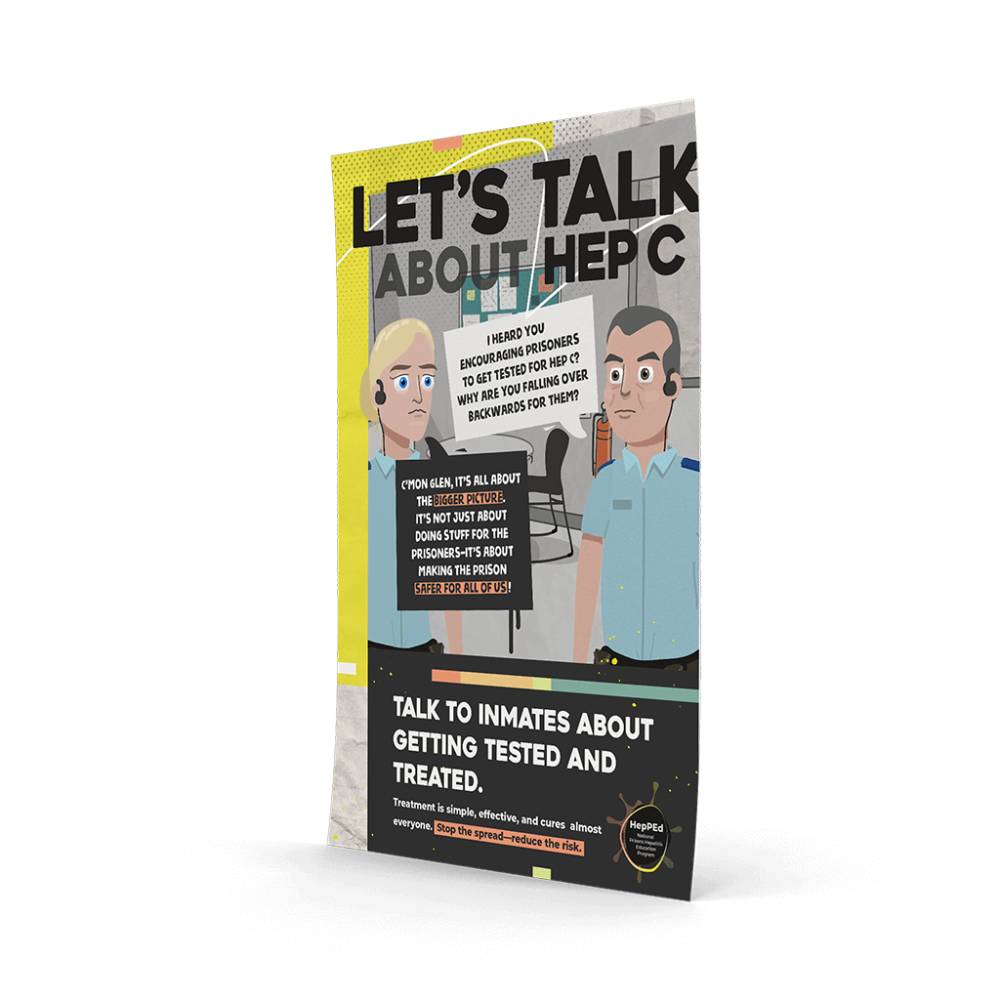 LET'S TALK
ABOUT HEP C
I HEARD YOU
ENCOURAGING PRISONERS
TO GET TESTED FOR HEP C?
WHY ARE YOU FALLING OVER
BACKWARDS FOR THEM?
C'MON GLEN, IT'S ALL ABOUT
THE BIGGER PICTURE.
IT'S NOT JUST ABOUT
DOING STUFF FOR THE
PRISONERS–IT'S ABOUT
MAKING THE PRISON
SAFER FOR ALL OF US!
TALK TO INMATES ABOUT
GETTING TESTED AND
TREATED.
Treatment is simple, effective, and cures almost
everyone. Stop the spread—reduce the risk.
HepPEd
National
Prisons Hepatitis
Education
Program